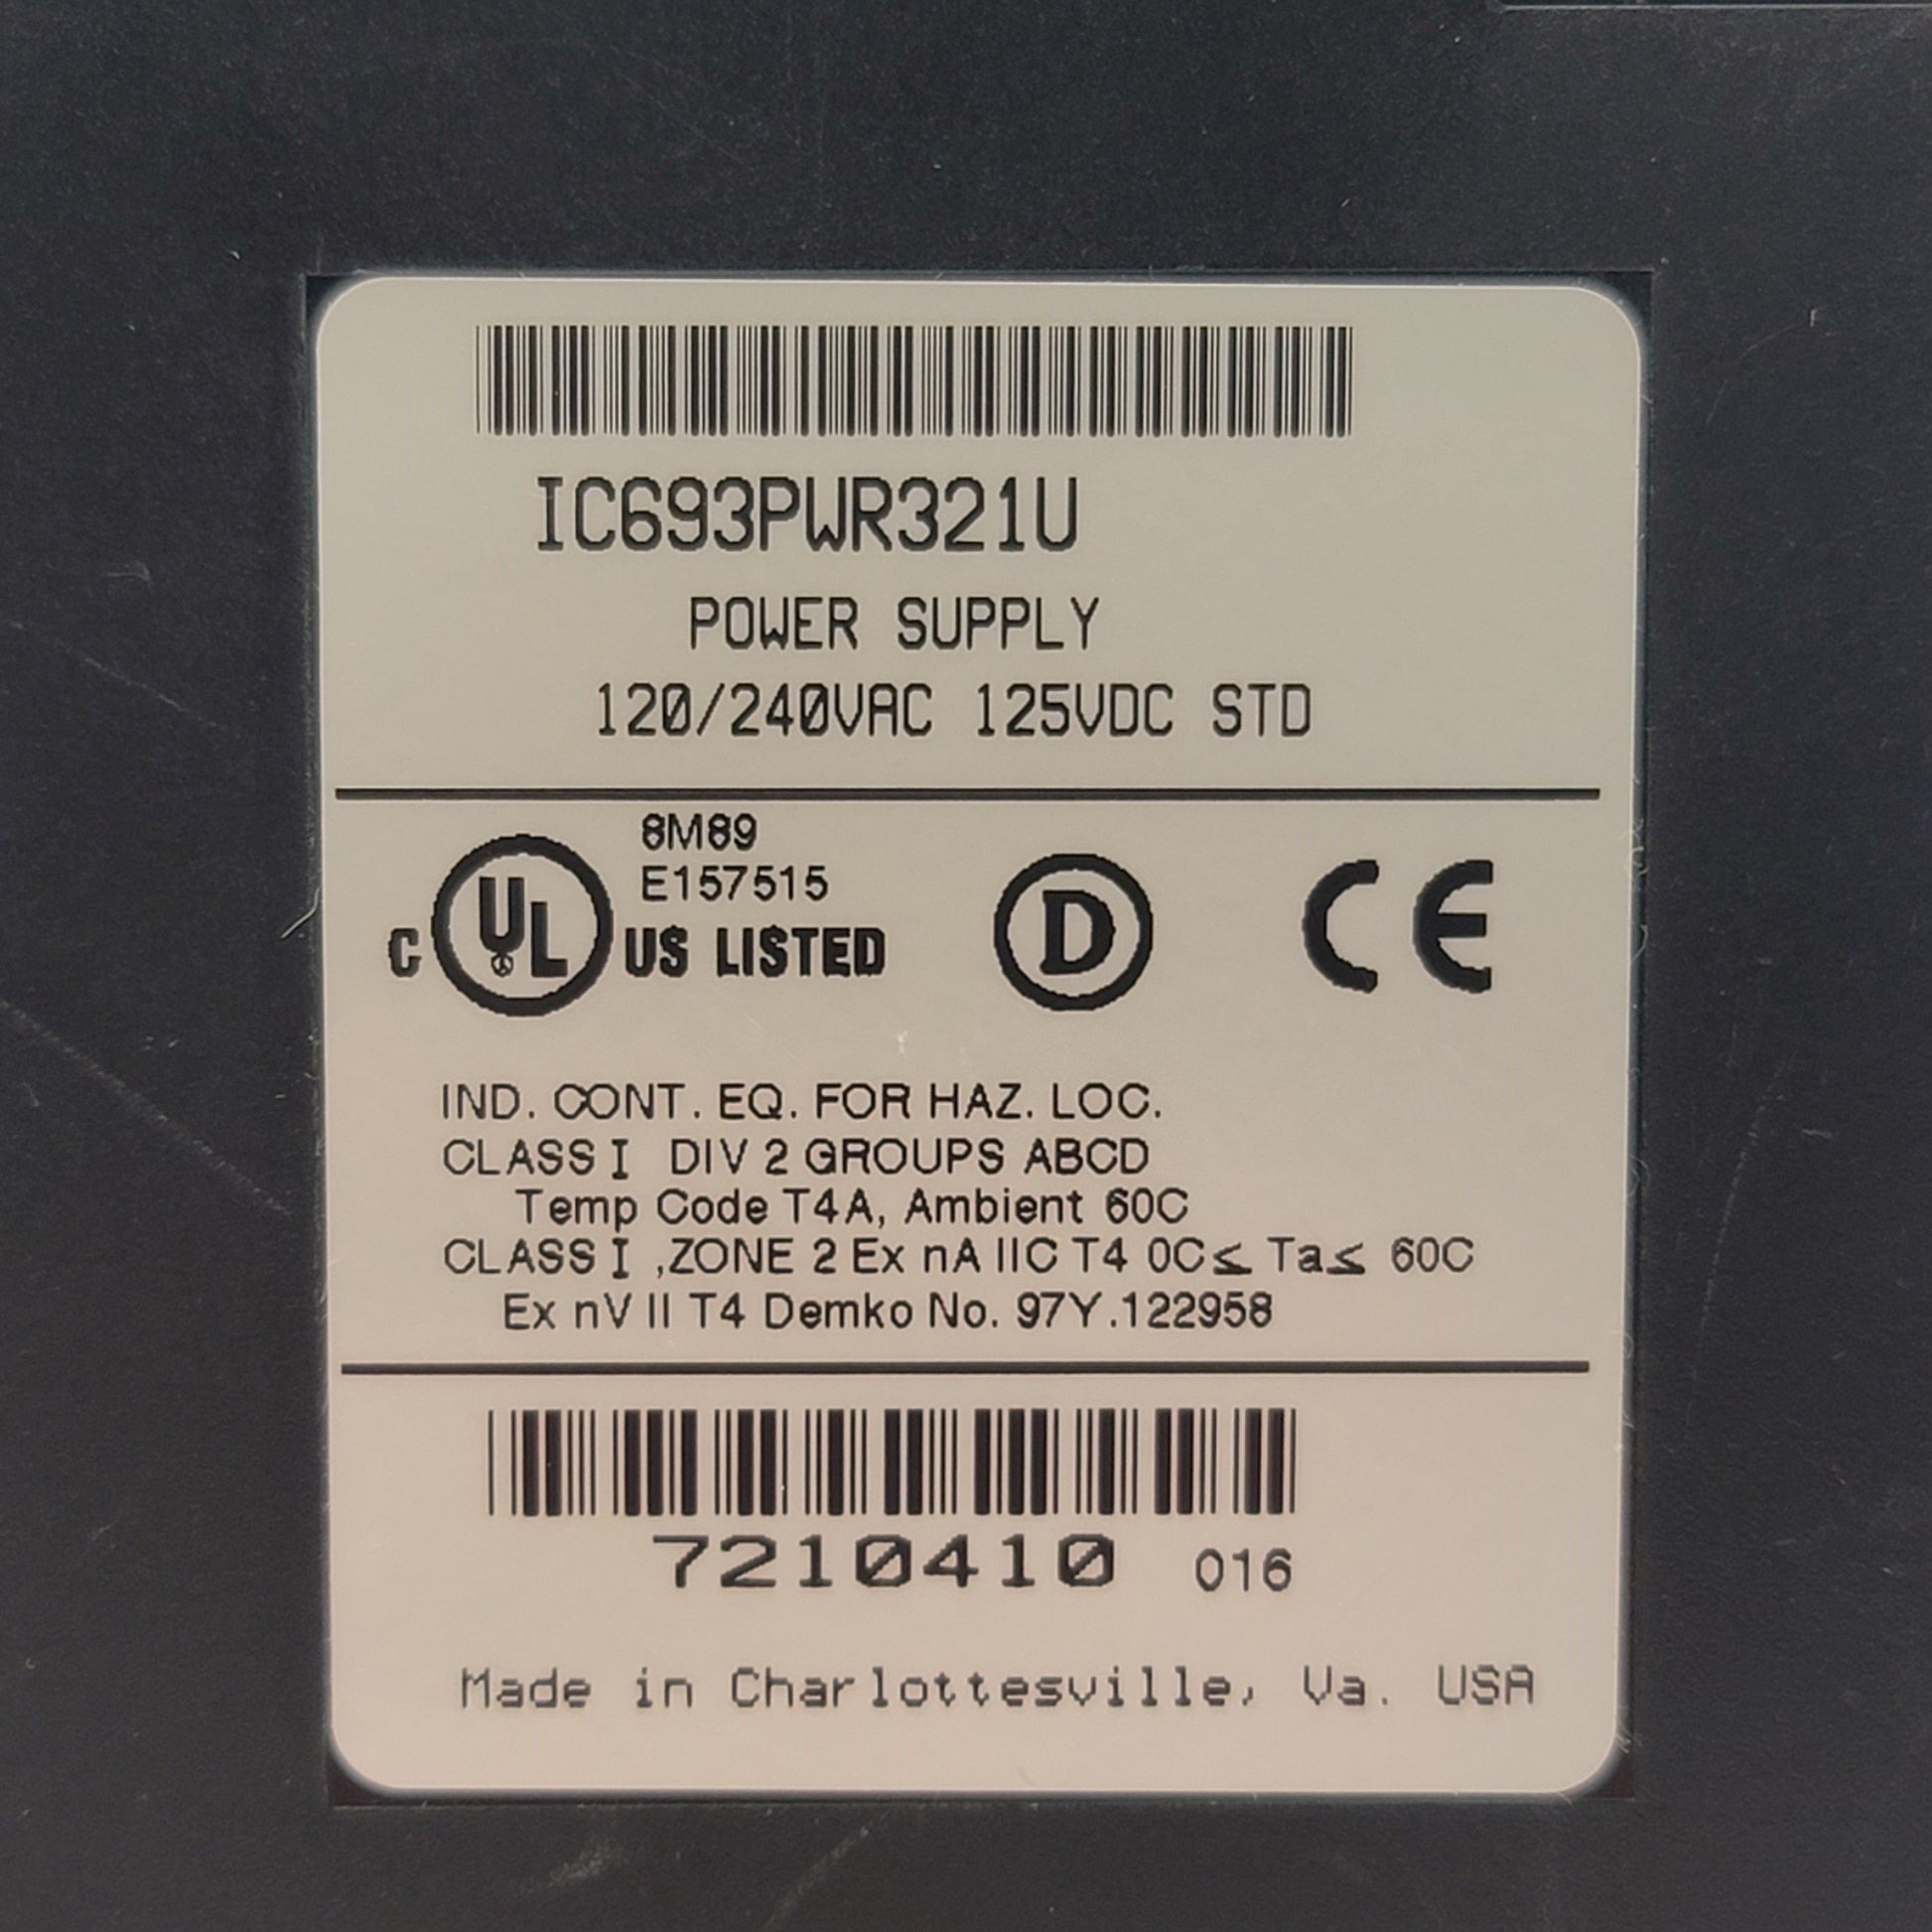 IC693PWR321U
POWER SUPPLY
120/240VAC 125VDC STD
8M89
E157515
C UL US LISTED
D
CE
IND. CONT. EQ. FOR HAZ. LOC.
CLASS I DIV 2 GROUPS ABCD
Temp Code T4A, Ambient 60C
CLASS I ,ZONE 2 Ex nA IIC T4 0C≤ Ta≤ 60C
Ex nV II T4 Demko No. 97Y.122958
7210410 016
Made in Charlottesville, Va. USA